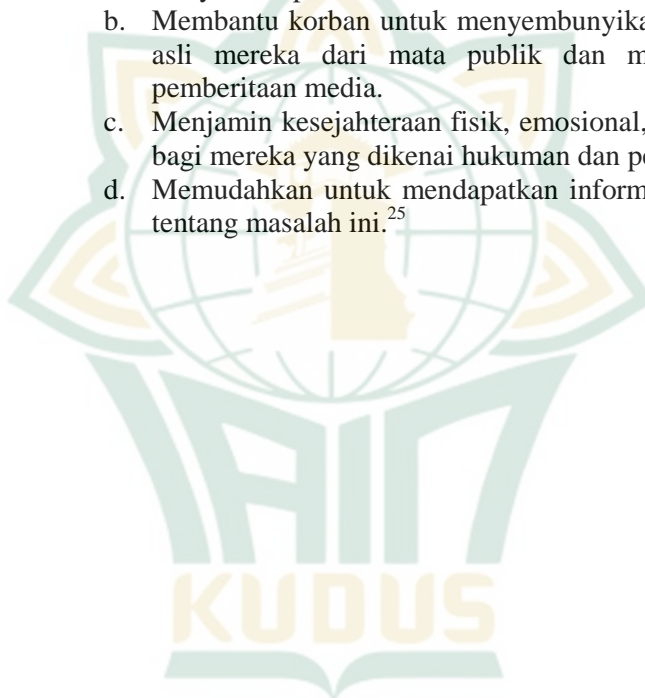 b. Membantu korban untuk menyembunyika
asli mereka dari mata publik dan m
pemberitaan media.
c. Menjamin kesejahteraan fisik, emosional,
bagi mereka yang dikenai hukuman dan pe
d. Memudahkan untuk mendapatkan inform
tentang masalah ini.25
IAIN
KUDUS